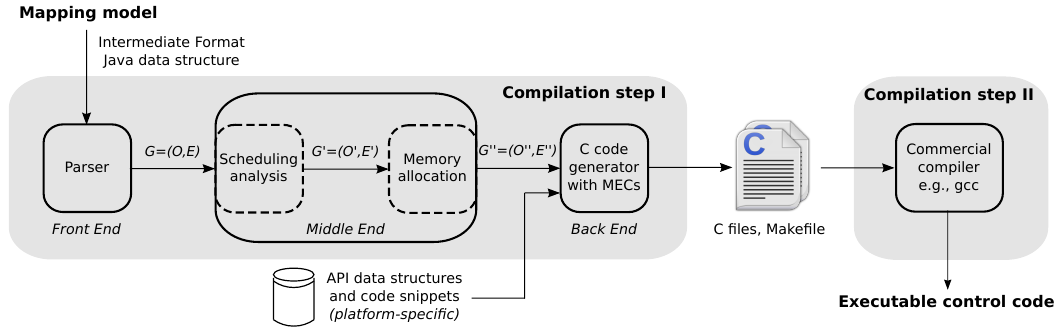 Mapping model
Intermediate Format
Java data structure
Compilation step I
Compilation step II
Parser
G=(O,E)
Scheduling
analysis
G'=(O',E')
Memory
allocation
G''=(O'',E'')
C code
generator
with MECs
C
Commercial
compiler
e.g., gcc
Front End
Middle End
Back End
C files, Makefile
API data structures
and code snippets
(platform-specific)
Executable control code